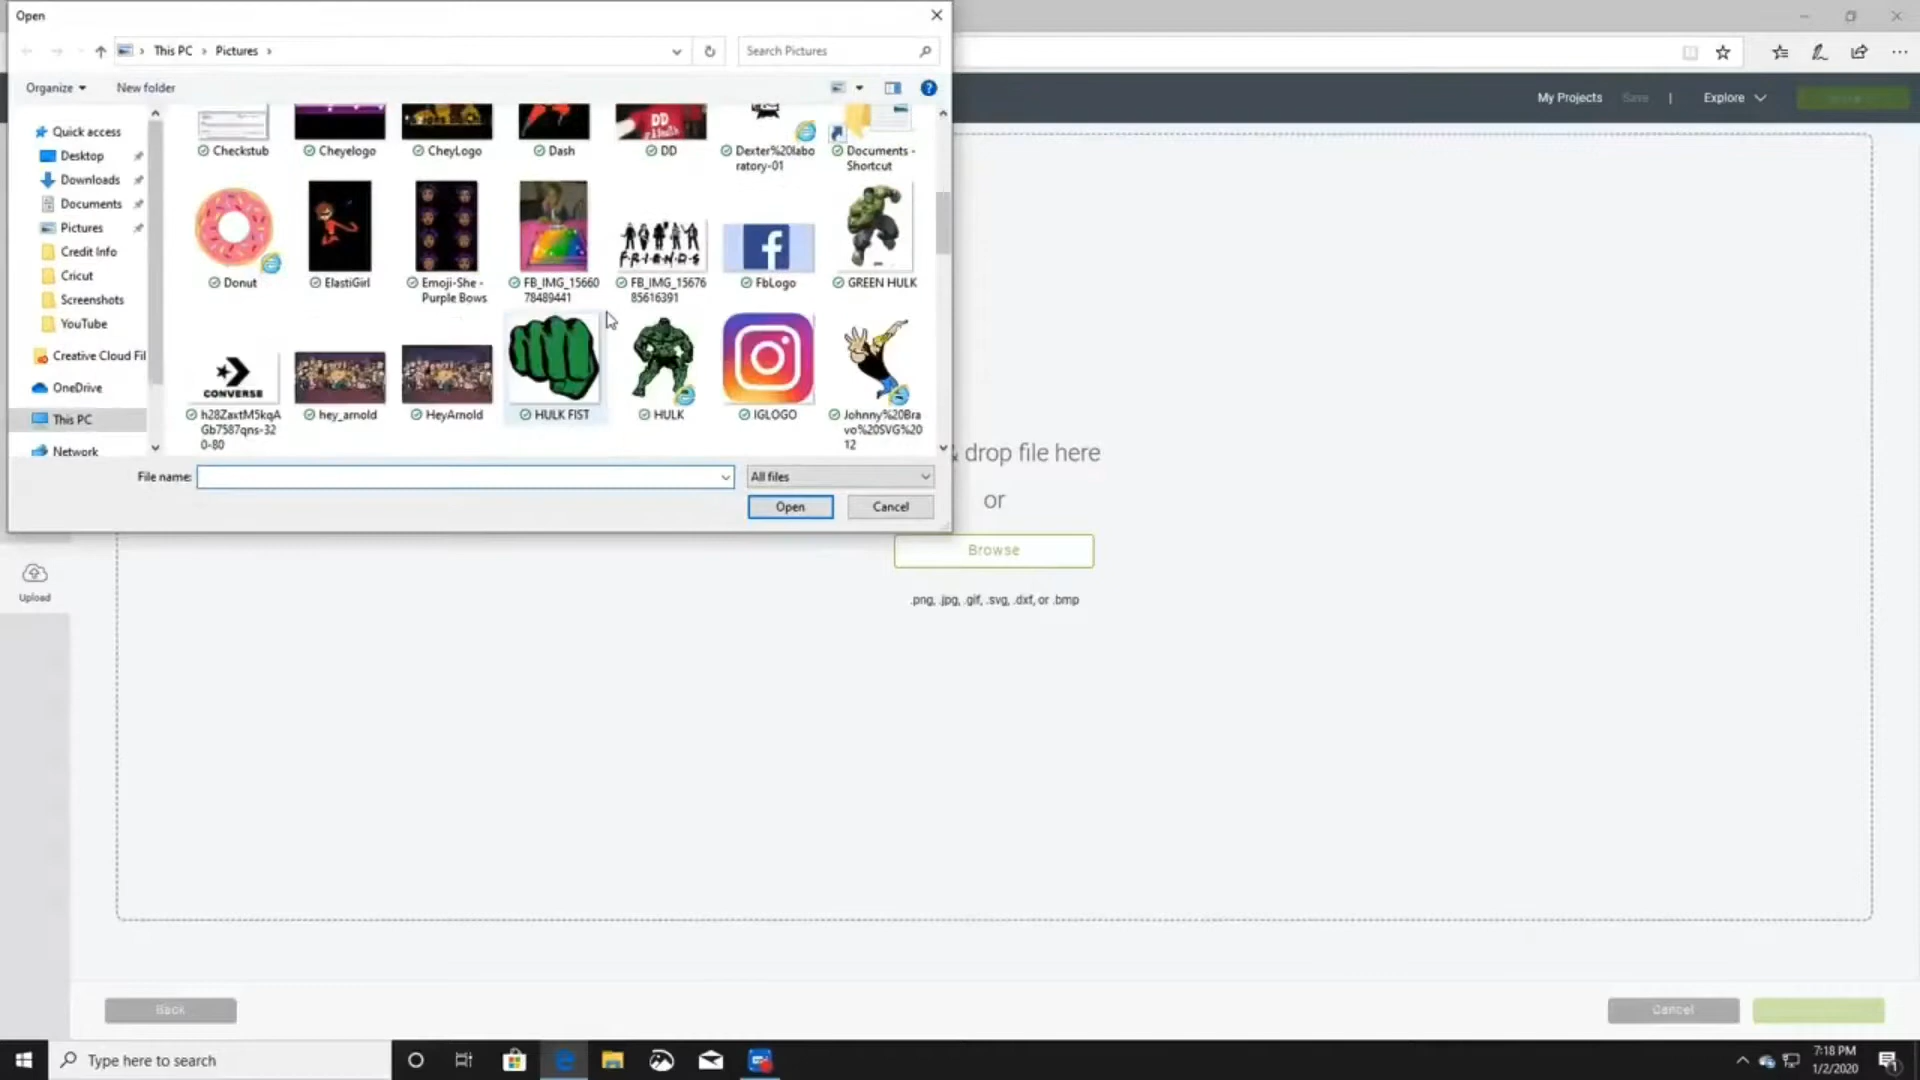 Open
This PC
Pictures
Search Pictures
Organize
New folder
Quick access
Desktop
Downloads
Documents
Pictures
Credit Info
Cricut
Screenshots
YouTube
Creative Cloud Fil
OneDrive
This PC
Network
Checkstub
Cheyelogo
CheyLogo
Dash
DD
DD
Dexter%20labo
ratory-01
Documents -
Shortcut
Donut
ElastiGirl
Emoji-She -
Purple Bows
FB_IMG_15660
78489441
FRIENDS
FB_IMG_15676
85616391
f
FbLogo
GREEN HULK
CONVERSE
h28ZaxtM5kqA
Gb7587qns-32
0-80
hey_arnold
HeyArnold
HULK FIST
HULK
IGLOGO
Johnny%20Bra
vo%20SVG%20
12
File name:
All files
Open
Cancel
My Projects
Save
|
Explore
& drop file here
or
Browse
.png, .jpg, .gif, .svg, .dxf, or .bmp
Upload
Back
Cancel
Type here to search
7:18 PM
1/2/2020
1